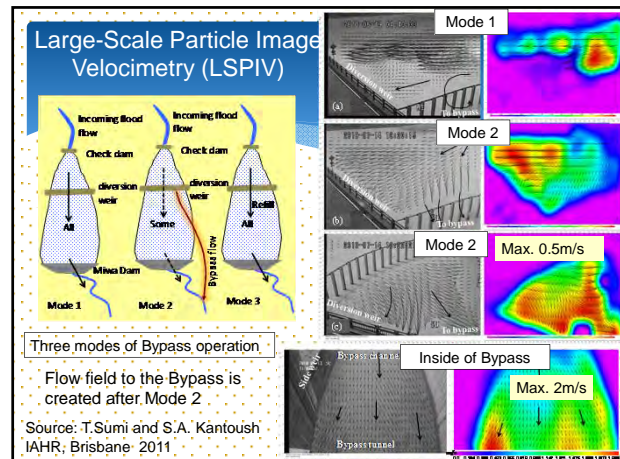 Large-Scale Particle Image
Velocimetry (LSPIV)
Incoming flood
flow
Incoming flood
flow
Check dam
Check dam
diversion
weir
diversion
weir
Refill
All
Some
All
Bypass flow
Miwa Dam
Mode 1
Mode 2
Mode 3
Three modes of Bypass operation
Flow field to the Bypass is
created after Mode 2
Source: T.Sumi and S.A. Kantoush
IAHR, Brisbane 2011
Mode 1
Diversion weir
(a)
To bypass
Mode 2
(b)
To bypass
Mode 2
Max. 0.5m/s
Diversion weir
(c)
To bypass
Inside of Bypass
Bypass channel
Max. 2m/s
Bypass tunnel